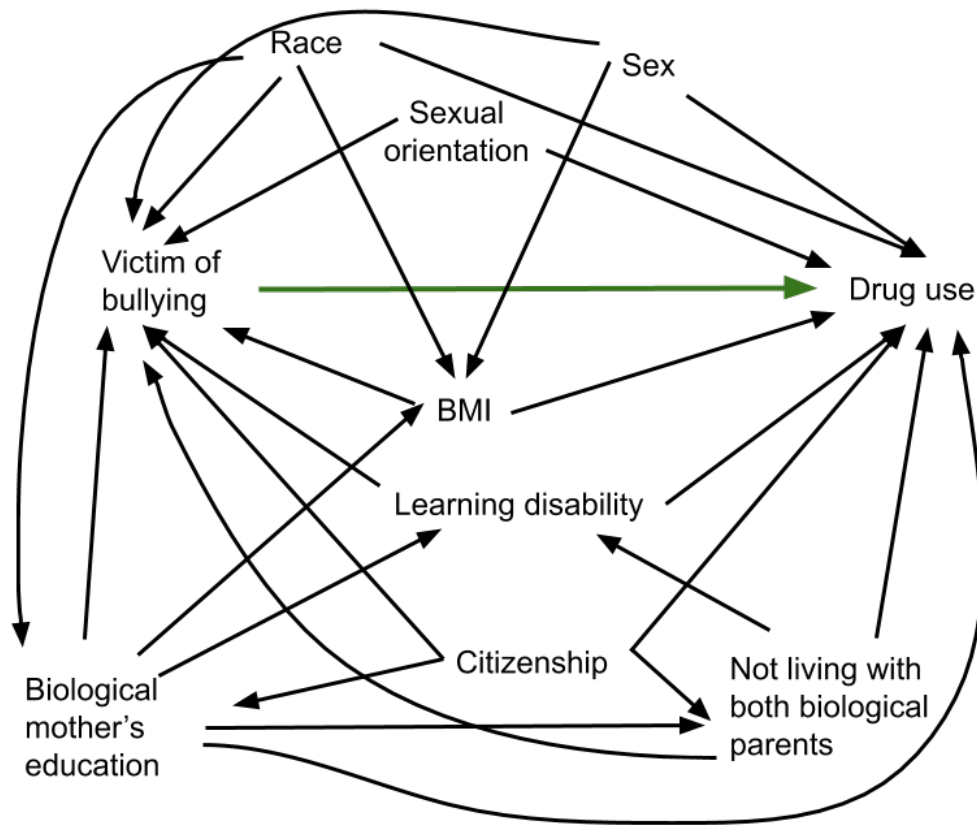 Race
Sex
Sexual
orientation
Victim of
bullying
Drug use
BMI
Learning disability
Citizenship
Biological
mother's
education
Not living with
both biological
parents